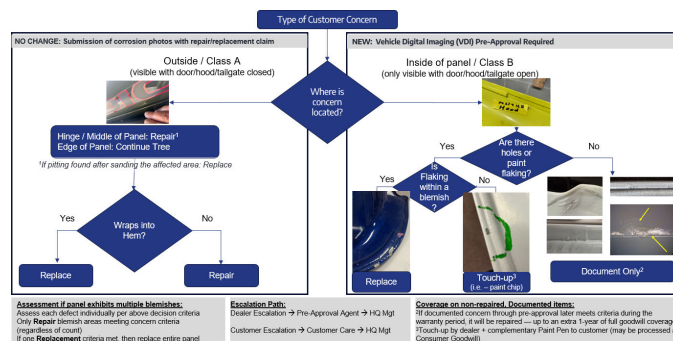 Type of Customer Concern
NO CHANGE: Submission of corrosion photos with repair/replacement claim
Outside / Class A
(visible with door/hood/tailgate closed)
Hinge / Middle of Panel: Repair¹
Edge of Panel: Continue Tree
¹If pitting found after sanding the affected area: Replace
Wraps into
Hem?
Yes
No
Replace
Repair
Where is
concern
located?
NEW: Vehicle Digital Imaging (VDI) Pre-Approval Required
Inside of panel / Class B
(only visible with door/hood/tailgate open)
Hood
Are there
holes or
paint
flaking?
Yes
No
Is
Flaking
within a
blemish
?
Yes
No
Replace
Touch-up³
(i.e. – paint chip)
Document Only²
Assessment if panel exhibits multiple blemishes:
Assess each defect individually per above decision criteria
Only Repair blemish areas meeting concern criteria
(regardless of count)
If one Replacement criteria met, then replace entire panel
Escalation Path:
Dealer Escalation → Pre-Approval Agent → HQ Mgt
Customer Escalation → Customer Care → HQ Mgt
Coverage on non-repaired, Documented items:
²If documented concern through pre-approval later meets criteria during the
warranty period, it will be repaired — up to an extra 1-year of full goodwill coverage
³Touch-up by dealer + complementary Paint Pen to customer (may be processed a
Consumer Goodwill)